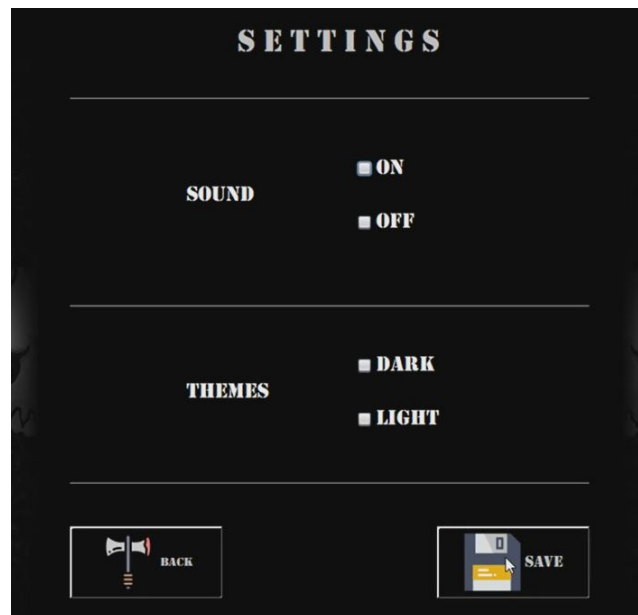 SETTINGS
ON
SOUND
OFF
DARK
THEMES
LIGHT
BACK
SAVE